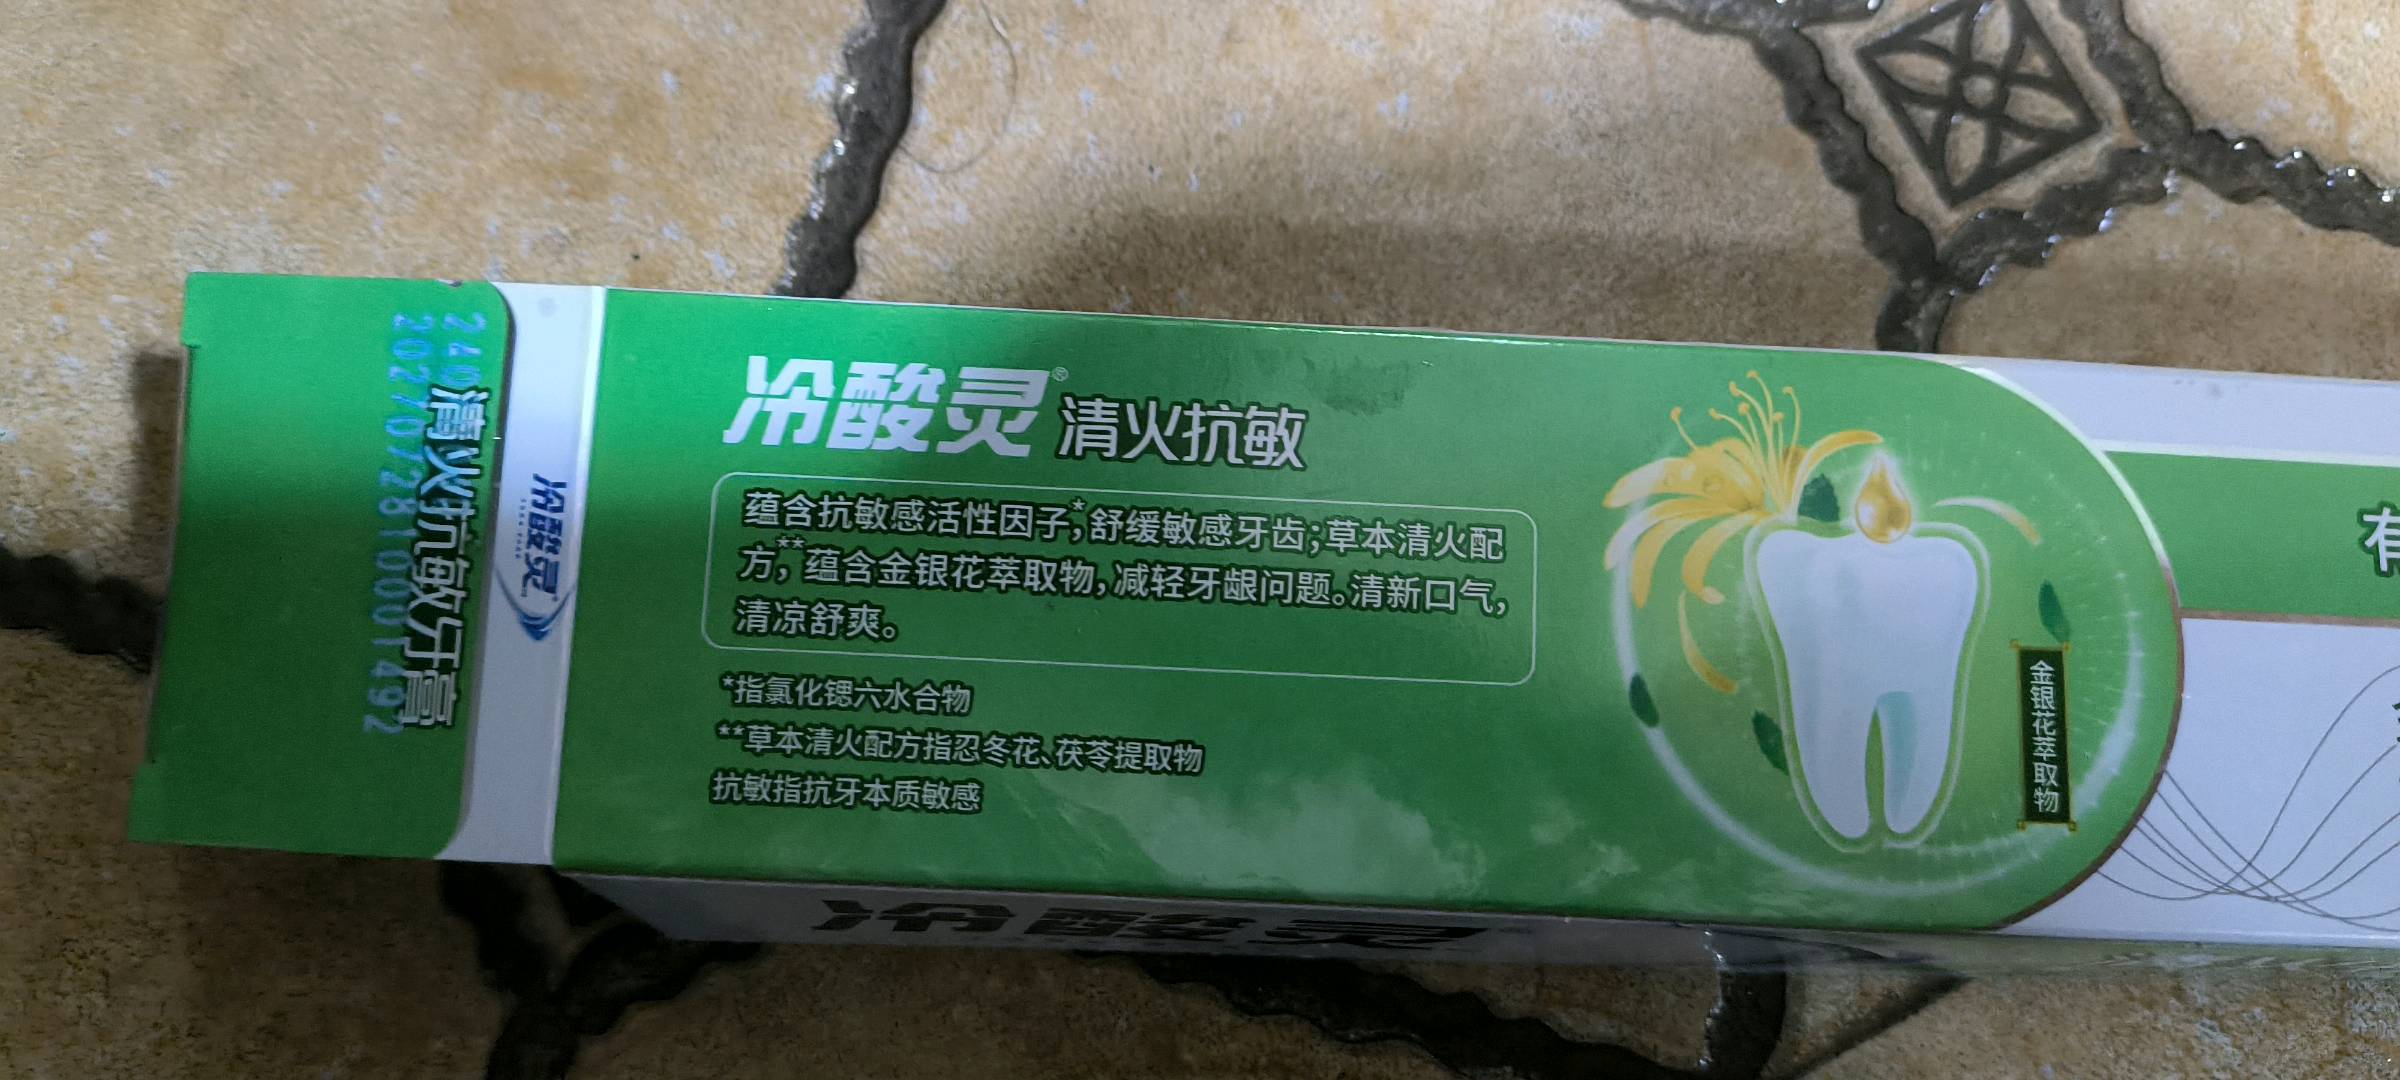 240
20270728100001492
清火抗敏牙膏
冷酸灵
冷酸灵® 清火抗敏
蕴含抗敏感活性因子*,舒缓敏感牙齿;草本清火配
方**,蕴含金银花萃取物,减轻牙龈问题。清新口气,
清凉舒爽。
*指氯化锶六水合物
**草本清火配方指忍冬花、茯苓提取物
抗敏指抗牙本质敏感
金银花萃取物
有
冷酸灵